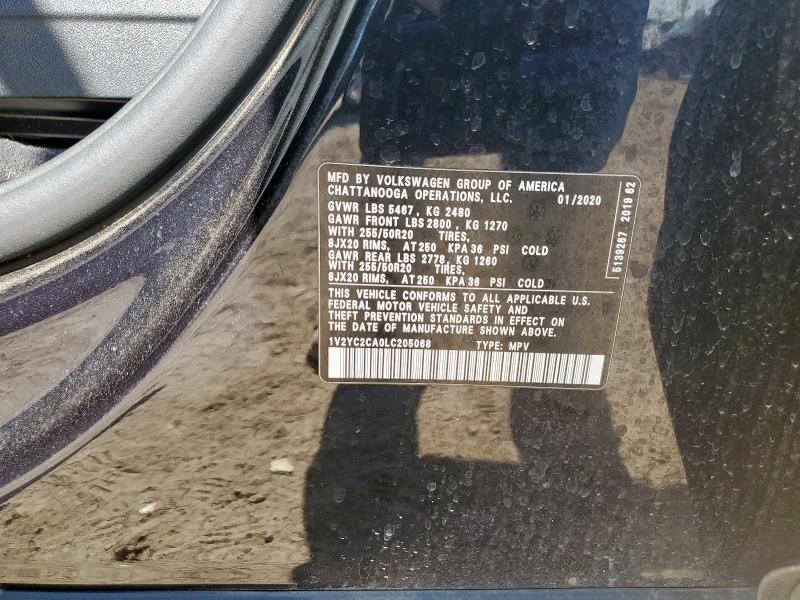 MFD BY VOLKSWAGEN GROUP OF AMERICA
CHATTANOOGA OPERATIONS, LLC. 01/2020
GVWR LBS 5467, KG 2480
GAWR FRONT LBS 2800, KG 1270
WITH 255/50R20 TIRES,
8JX20 RIMS, AT 250 KPA 36 PSI COLD
GAWR REAR LBS 2778, KG 1260
WITH 255/50R20 TIRES,
8JX20 RIMS, AT 250 KPA 36 PSI COLD
THIS VEHICLE CONFORMS TO ALL APPLICABLE U.S.
FEDERAL MOTOR VEHICLE SAFETY AND
THEFT PREVENTION STANDARDS IN EFFECT ON
THE DATE OF MANUFACTURE SHOWN ABOVE.
1V2YC2CA0LC205068 TYPE: MPV
5139267 2019 62